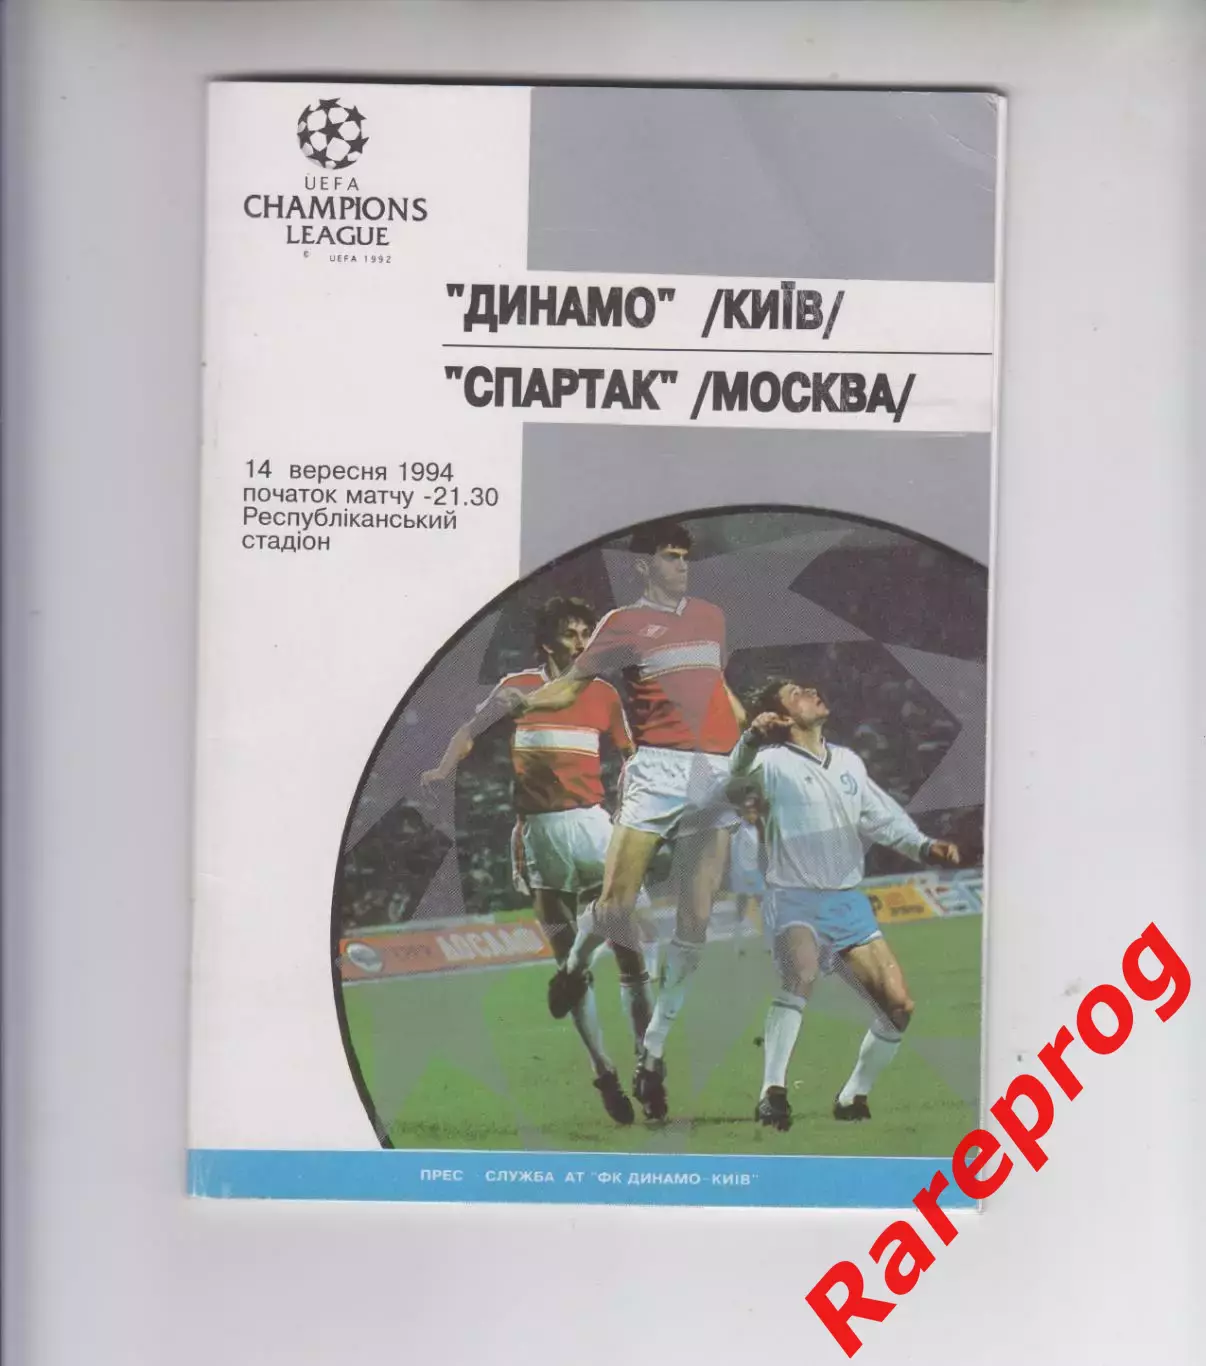 UEFA
CHAMPIONS
LEAGUE
© UEFA 1992
"ДИНАМО" /КИЇВ/
"СПАРТАК" /МОСКВА/
14 вересня 1994
початок матчу -21.30
Республіканський
стадіон
ДОСААФ
ПРЕС СЛУЖБА АТ "ФК ДИНАМО-КИЇВ"
Rareprog